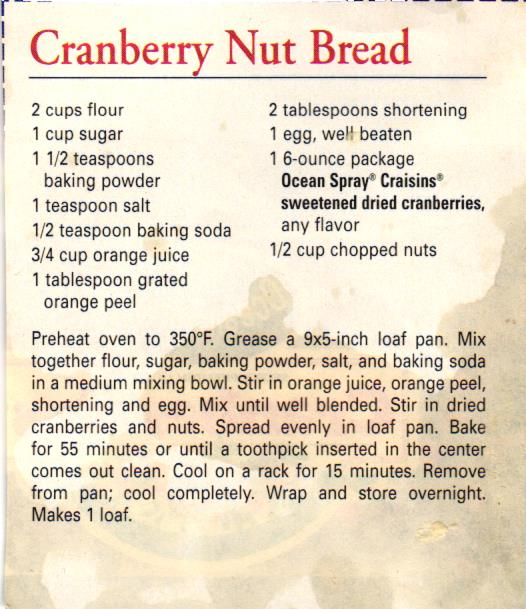 Cranberry Nut Bread
2 cups flour
1 cup sugar
1 1/2 teaspoons
baking powder
1 teaspoon salt
1/2 teaspoon baking soda
3/4 cup orange juice
1 tablespoon grated
orange peel
2 tablespoons shortening
1 egg, well beaten
1 6-ounce package
Ocean Spray® Craisins®
sweetened dried cranberries,
any flavor
1/2 cup chopped nuts
Preheat oven to 350°F. Grease a 9x5-inch loaf pan. Mix
together flour, sugar, baking powder, salt, and baking soda
in a medium mixing bowl. Stir in orange juice, orange peel,
shortening and egg. Mix until well blended. Stir in dried
cranberries and nuts. Spread evenly in loaf pan. Bake
for 55 minutes or until a toothpick inserted in the center
comes out clean. Cool on a rack for 15 minutes. Remove
from pan; cool completely. Wrap and store overnight.
Makes 1 loaf.